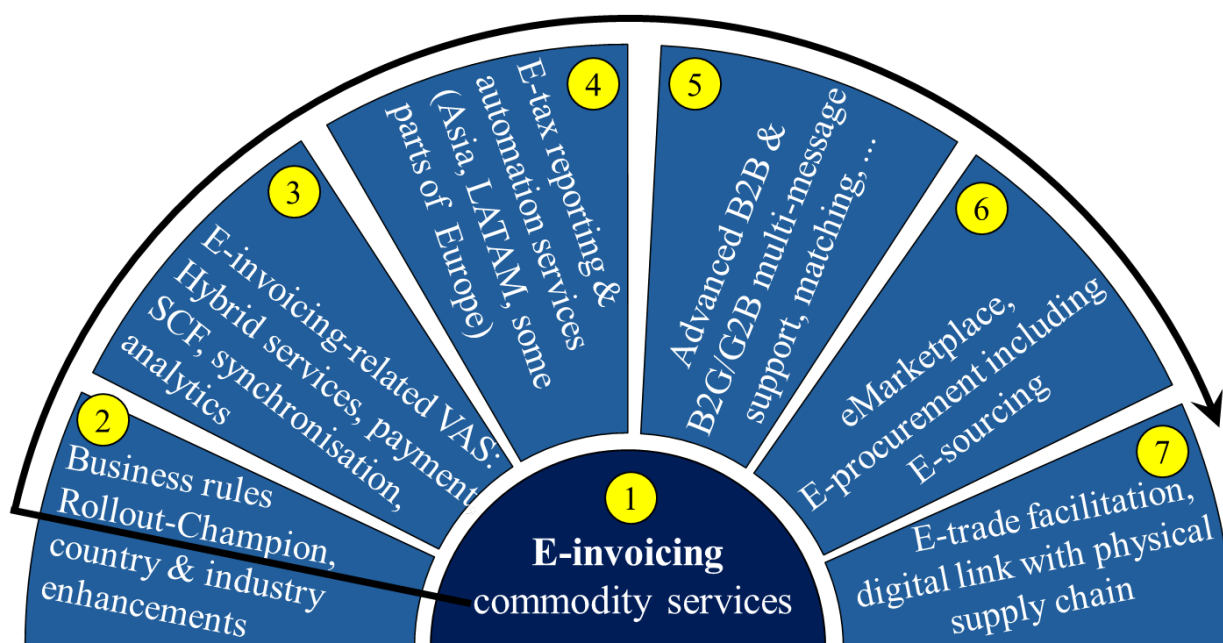 1
E-invoicing
commodity services
2
Business rules
Rollout-Champion,
country & industry
enhancements
3
E-invoicing-related VAS:
Hybrid services, payment
SCF, synchronisation,
analytics
4
E-tax reporting &
automation services
(Asia, LATAM, some
parts of Europe)
5
Advanced B2B &
B2G/G2B multi-message
support, matching, ...
6
eMarketplace,
E-procurement including
E-sourcing
7
E-trade facilitation,
digital link with physical
supply chain